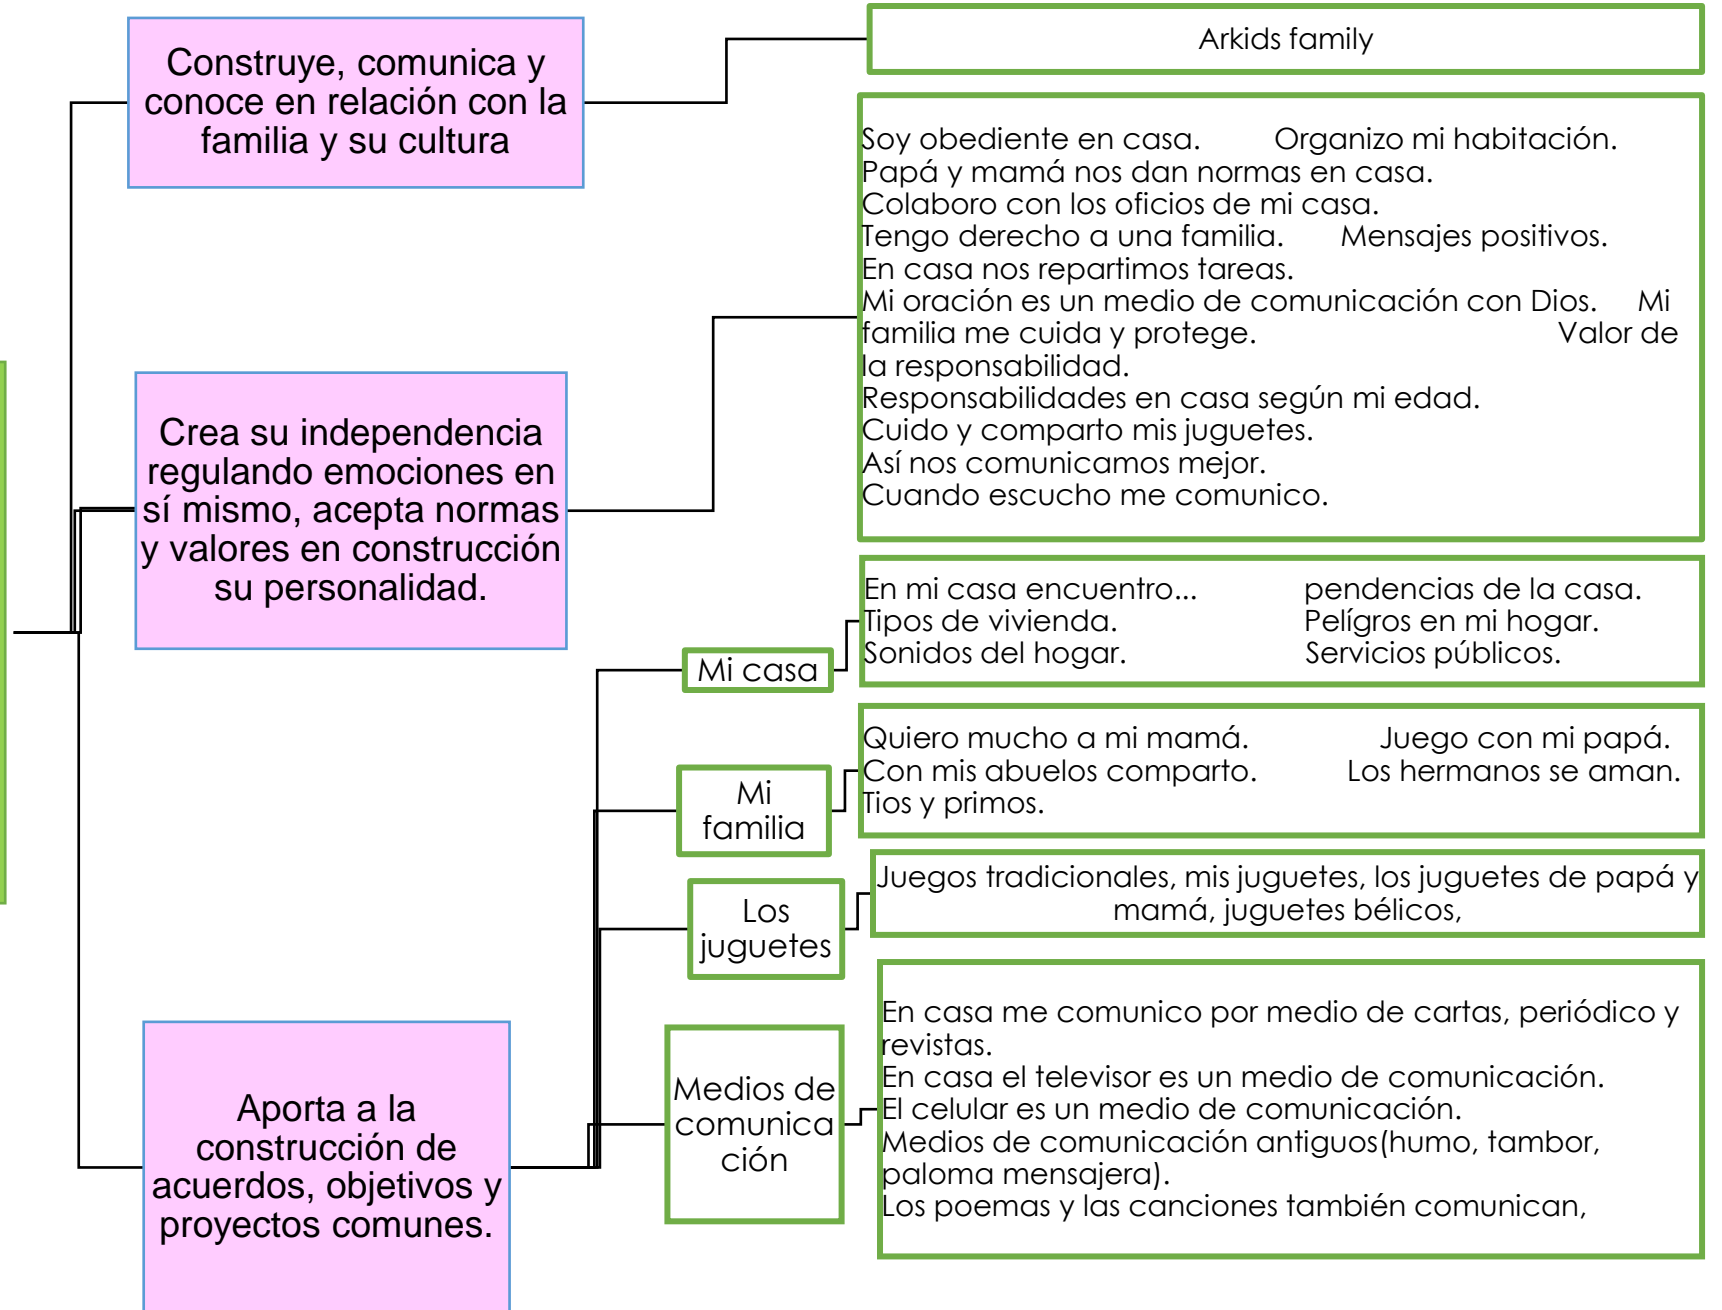 Construye, comunica y
conoce en relación con la
familia y su cultura
Arkids family
Crea su independencia
regulando emociones en
sí mismo, acepta normas
y valores en construcción
su personalidad.
Soy obediente en casa. Organizo mi habitación.
Papá y mamá nos dan normas en casa.
Colaboro con los oficios de mi casa.
Tengo derecho a una familia. Mensajes positivos.
En casa nos repartimos tareas.
Mi oración es un medio de comunicación con Dios. Mi
familia me cuida y protege. Valor de
la responsabilidad.
Responsabilidades en casa según mi edad.
Cuido y comparto mis juguetes.
Así nos comunicamos mejor.
Cuando escucho me comunico.
Aporta a la
construcción de
acuerdos, objetivos y
proyectos comunes.
Mi casa
En mi casa encuentro... pendencias de la casa.
Tipos de vivienda. Pelígros en mi hogar.
Sonidos del hogar. Servicios públicos.
Mi
familia
Quiero mucho a mi mamá. Juego con mi papá.
Con mis abuelos comparto. Los hermanos se aman.
Tios y primos.
Los
juguetes
Juegos tradicionales, mis juguetes, los juguetes de papá y
mamá, juguetes bélicos,
Medios de
comunica
ción
En casa me comunico por medio de cartas, periódico y
revistas.
En casa el televisor es un medio de comunicación.
El celular es un medio de comunicación.
Medios de comunicación antiguos(humo, tambor,
paloma mensajera).
Los poemas y las canciones también comunican,